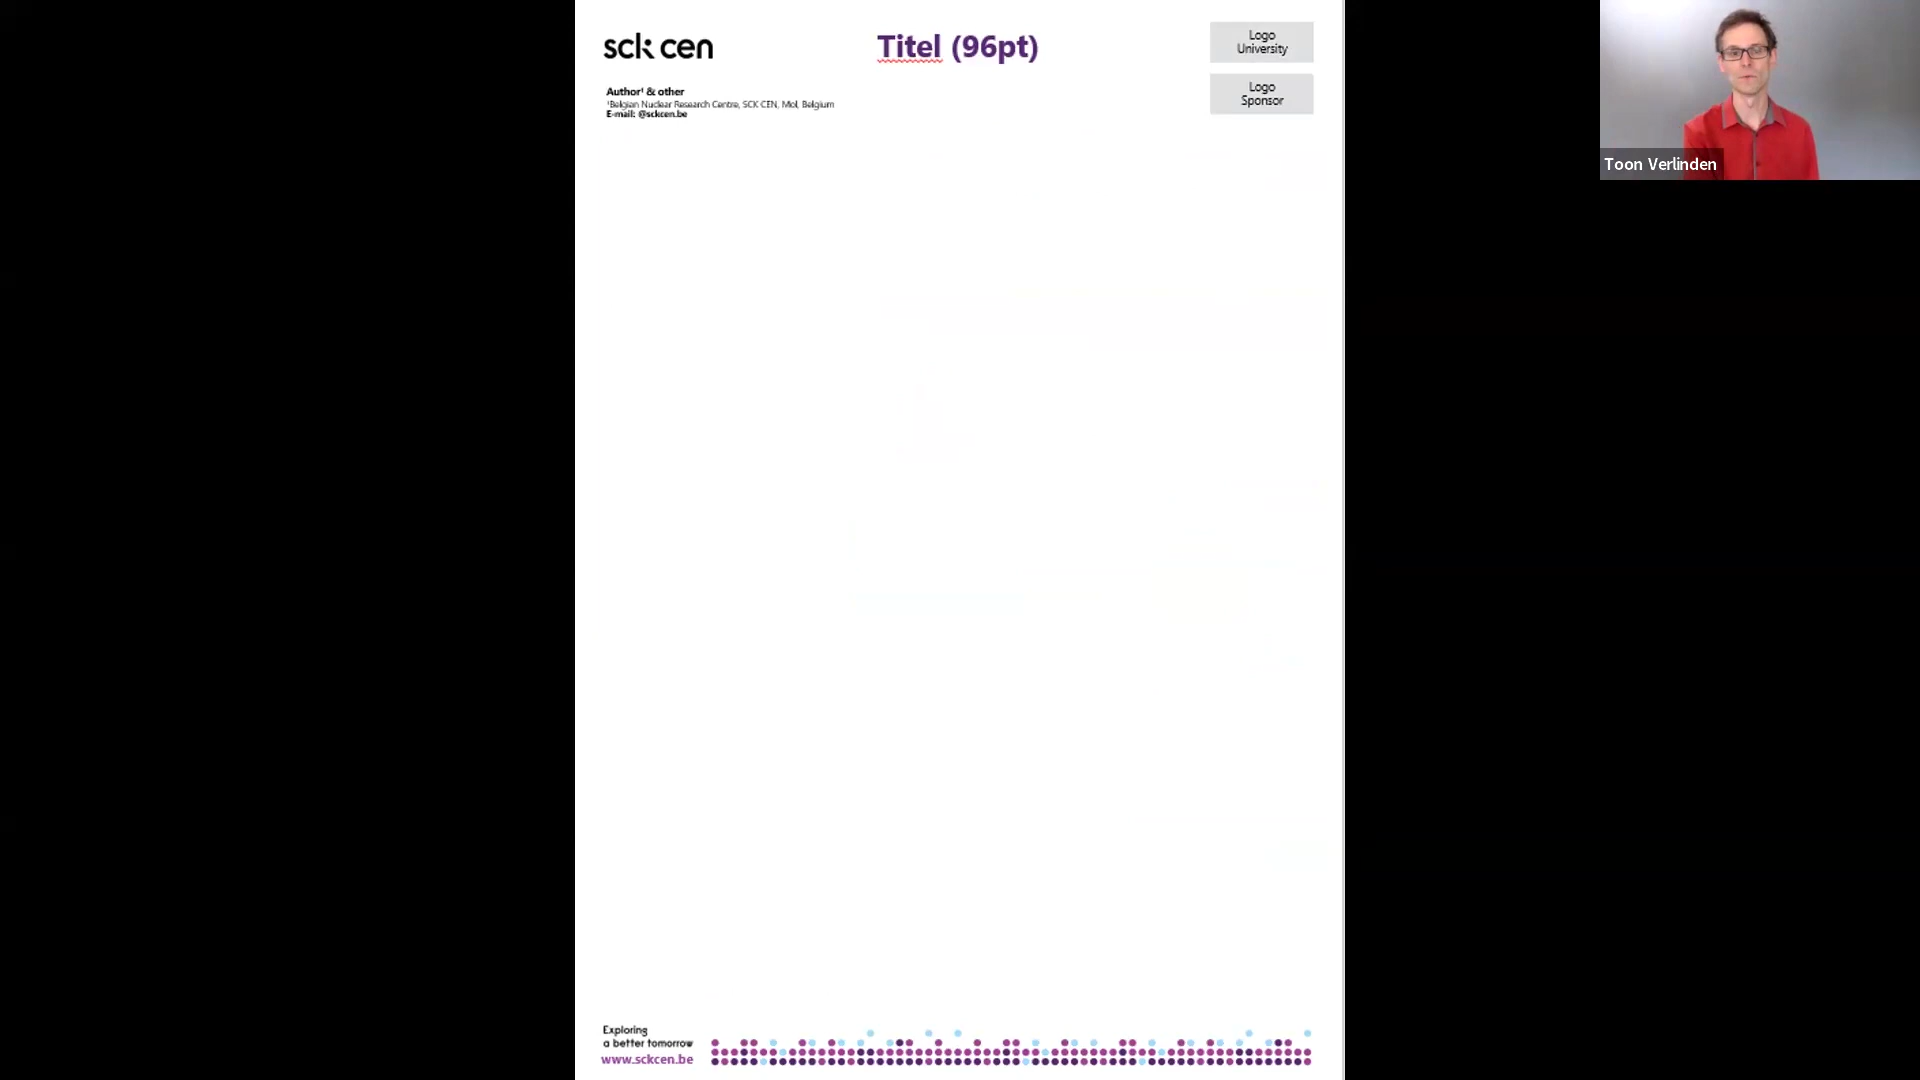 sck cen
Titel (96pt)
Logo
University
Logo
Sponsor
Author¹ & other
¹Belgian Nuclear Research Centre, SCK CEN, Mol, Belgium
E-mail: @sckcen.be
Toon Verlinden
Exploring
a better tomorrow
www.sckcen.be